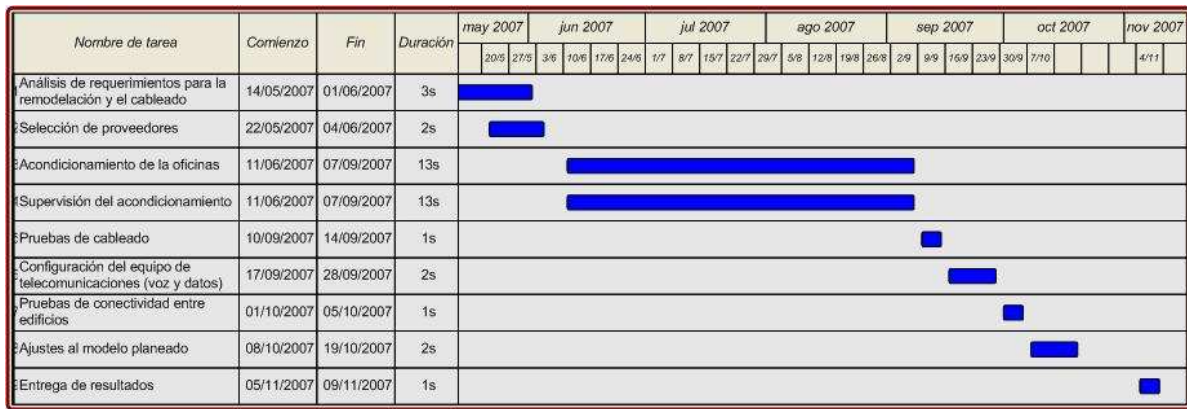 Nombre de tarea Comienzo Fin Duración may 2007 jun 2007 jul 2007 ago 2007 sep 2007 oct 2007 nov 2007
20/5 27/5 3/6 10/6 17/6 24/6 1/7 8/7 15/7 22/7 29/7 5/8 12/8 19/8 26/8 2/9 9/9 16/9 23/9 30/9 7/10 4/11
Análisis de requerimientos para la
remodelación y el cableado 14/05/2007 01/06/2007 3s
Selección de proveedores 22/05/2007 04/06/2007 2s
Acondicionamiento de la oficinas 11/06/2007 07/09/2007 13s
Supervisión del acondicionamiento 11/06/2007 07/09/2007 13s
Pruebas de cableado 10/09/2007 14/09/2007 1s
Configuración del equipo de
telecomunicaciones (voz y datos) 17/09/2007 28/09/2007 2s
Pruebas de conectividad entre
edificios 01/10/2007 05/10/2007 1s
Ajustes al modelo planeado 08/10/2007 19/10/2007 2s
Entrega de resultados 05/11/2007 09/11/2007 1s